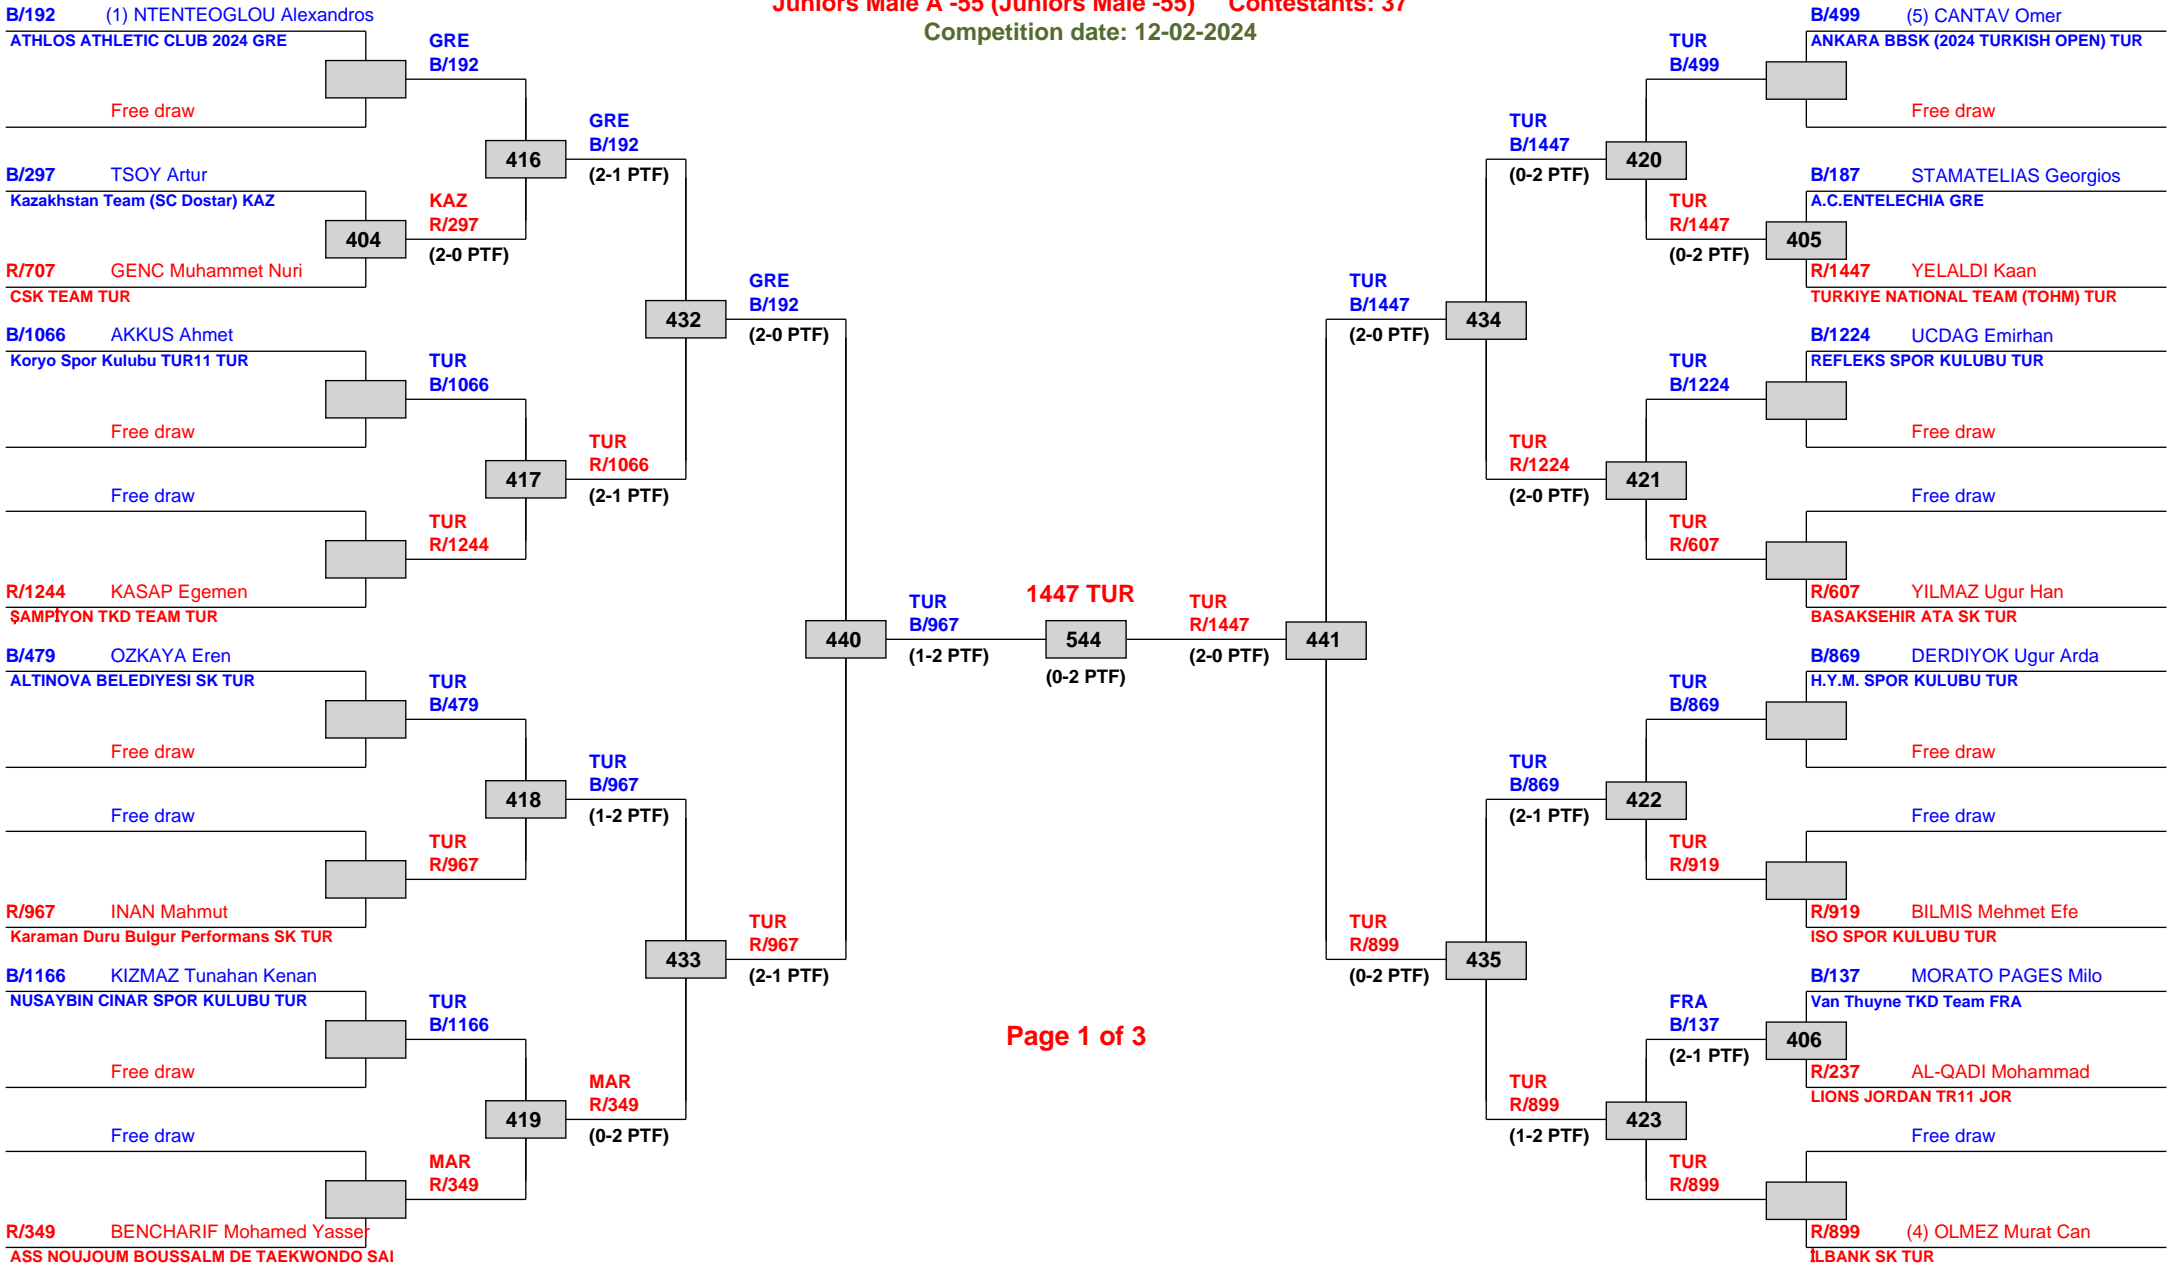 Juniors Male A -55 (Juniors Male -55) Contestants: 37
Competition date: 12-02-2024
B/192 (1) NTENTEOGLOU Alexandros
ATHLOS ATHLETIC CLUB 2024 GRE
Free draw
B/297 TSOY Artur
Kazakhstan Team (SC Dostar) KAZ
404
R/707 GENC Muhammet Nuri
CSK TEAM TUR
B/1066 AKKUS Ahmet
Koryo Spor Kulubu TUR11 TUR
Free draw
Free draw
R/1244 KASAP Egemen
ŞAMPİYON TKD TEAM TUR
B/479 OZKAYA Eren
ALTINOVA BELEDIYESI SK TUR
Free draw
Free draw
R/967 INAN Mahmut
Karaman Duru Bulgur Performans SK TUR
B/1166 KIZMAZ Tunahan Kenan
NUSAYBIN CINAR SPOR KULUBU TUR
Free draw
Free draw
R/349 BENCHARIF Mohamed Yasser
ASS NOUJOUM BOUSSALM DE TAEKWONDO SAI
GRE
B/192
416
KAZ
R/297
(2-0 PTF)
TUR
B/1066
417
TUR
R/1244
TUR
B/479
418
TUR
R/967
TUR
B/1166
419
MAR
R/349
GRE
B/192
(2-1 PTF)
432
TUR
R/1066
(2-1 PTF)
TUR
B/967
(1-2 PTF)
433
MAR
R/349
(0-2 PTF)
GRE
B/192
(2-0 PTF)
440
TUR
R/967
(2-1 PTF)
TUR
B/967
(1-2 PTF)
1447 TUR
544
(0-2 PTF)
Page 1 of 3
TUR
R/1447
(2-0 PTF)
441
TUR
B/1447
(2-0 PTF)
434
TUR
R/899
(0-2 PTF)
435
TUR
B/1447
(0-2 PTF)
420
TUR
R/1224
(2-0 PTF)
421
TUR
B/869
(2-1 PTF)
422
TUR
R/899
(1-2 PTF)
423
TUR
B/499
TUR
R/1447
(0-2 PTF)
TUR
B/1224
TUR
R/607
TUR
B/869
TUR
R/919
FRA
B/137
(2-1 PTF)
TUR
R/899
B/499 (5) CANTAV Omer
ANKARA BBSK (2024 TURKISH OPEN) TUR
Free draw
B/187 STAMATELIAS Georgios
A.C.ENTELECHIA GRE
405
R/1447 YELALDI Kaan
TURKIYE NATIONAL TEAM (TOHM) TUR
B/1224 UCDAG Emirhan
REFLEKS SPOR KULUBU TUR
Free draw
Free draw
R/607 YILMAZ Ugur Han
BASAKSEHIR ATA SK TUR
B/869 DERDIYOK Ugur Arda
H.Y.M. SPOR KULUBU TUR
Free draw
Free draw
R/919 BILMIS Mehmet Efe
ISO SPOR KULUBU TUR
B/137 MORATO PAGES Milo
Van Thuyne TKD Team FRA
406
R/237 AL-QADI Mohammad
LIONS JORDAN TR11 JOR
Free draw
R/899 (4) OLMEZ Murat Can
İLBANK SK TUR